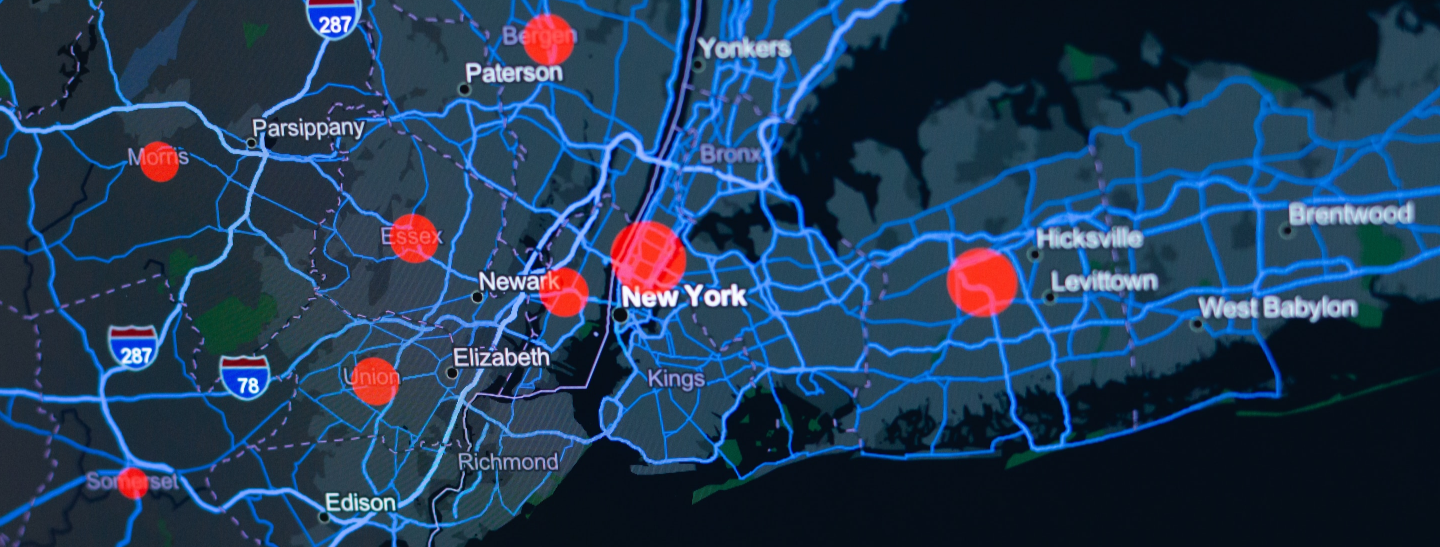 287
Bergen
Yonkers
Paterson
Parsippany
Bronx
Morris
Brentwood
Essex
Hicksville
Newark
Levittown
New York
West Babylon
287
Elizabeth
78
Union
Kings
Richmond
Somerset
Edison